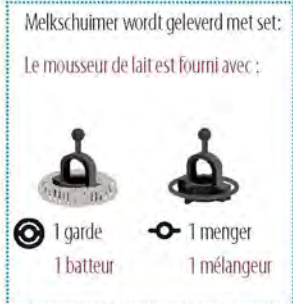 Melkschuimer wordt geleverd met set:
Le mousseur de lait est fourni avec :
1 garde
1 menger
1 batteur
1 mélangeur